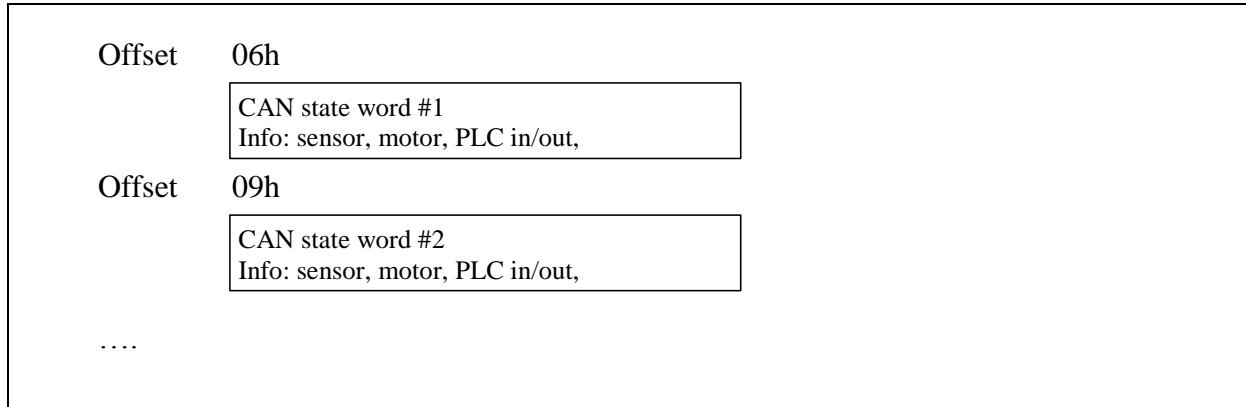 Offset 06h
CAN state word #1
Info: sensor, motor, PLC in/out,
Offset 09h
CAN state word #2
Info: sensor, motor, PLC in/out,
….